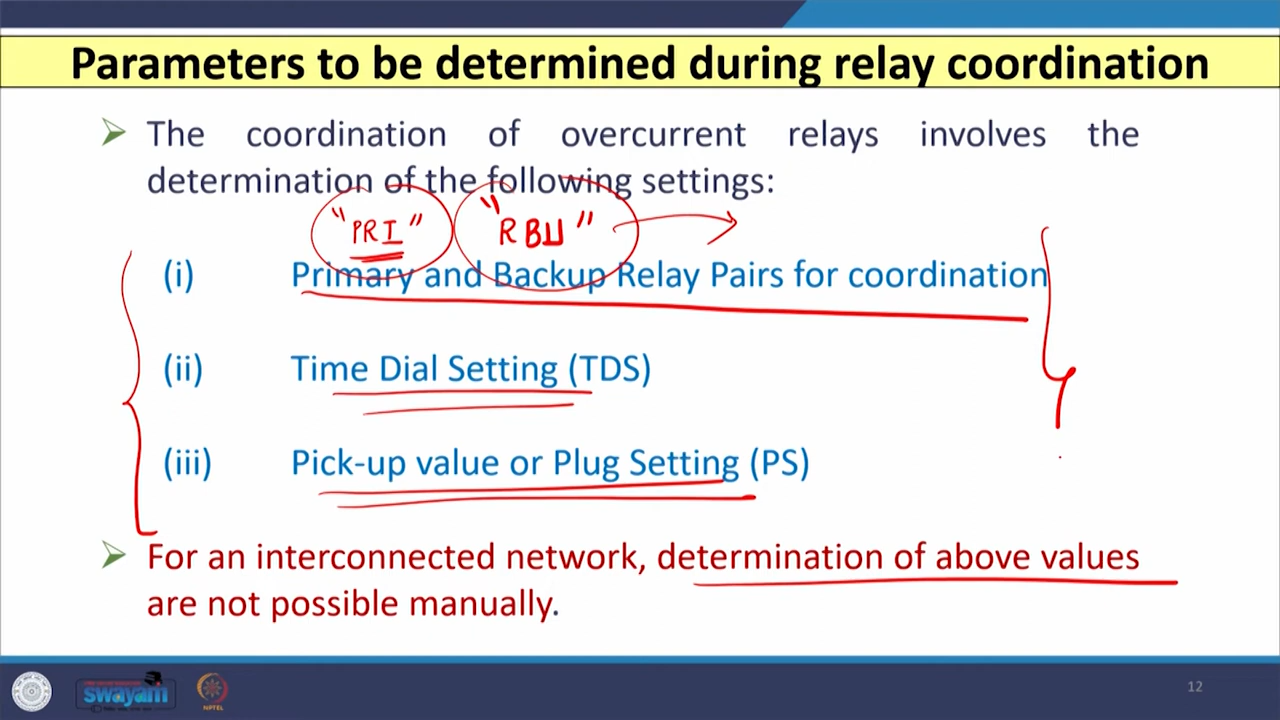 Parameters to be determined during relay coordination
The coordination of overcurrent relays involves the
determination of the following settings:
"PRI" "RBU"
(i) Primary and Backup Relay Pairs for coordination
(ii) Time Dial Setting (TDS)
(iii) Pick-up value or Plug Setting (PS)
For an interconnected network, determination of above values
are not possible manually.
swayam
NPTEL
12